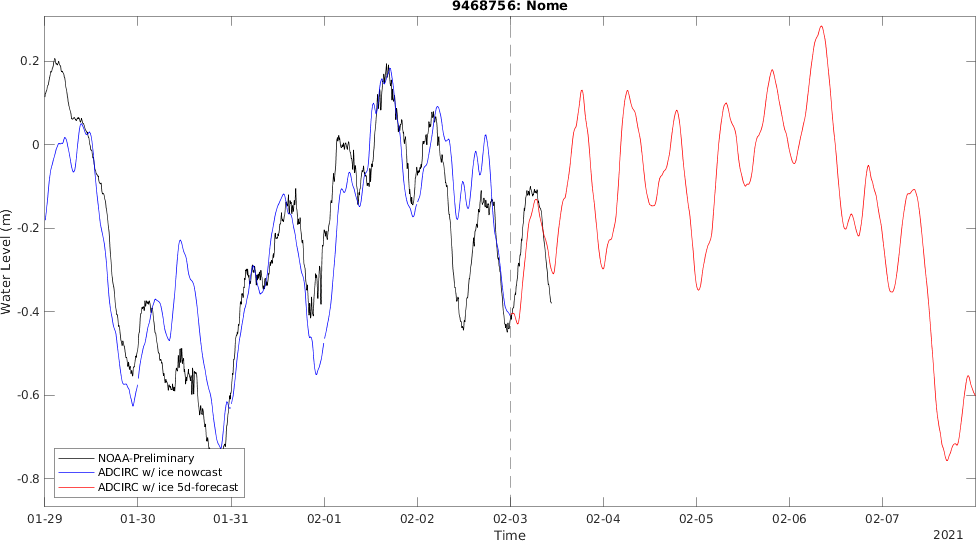 9468756: Nome
Water Level (m)
0.2
0
-0.2
-0.4
-0.6
-0.8
NOAA-Preliminary
ADCIRC w/ ice nowcast
ADCIRC w/ ice 5d-forecast
01-29 01-30 01-31 02-01 02-02 02-03 02-04 02-05 02-06 02-07
Time
2021